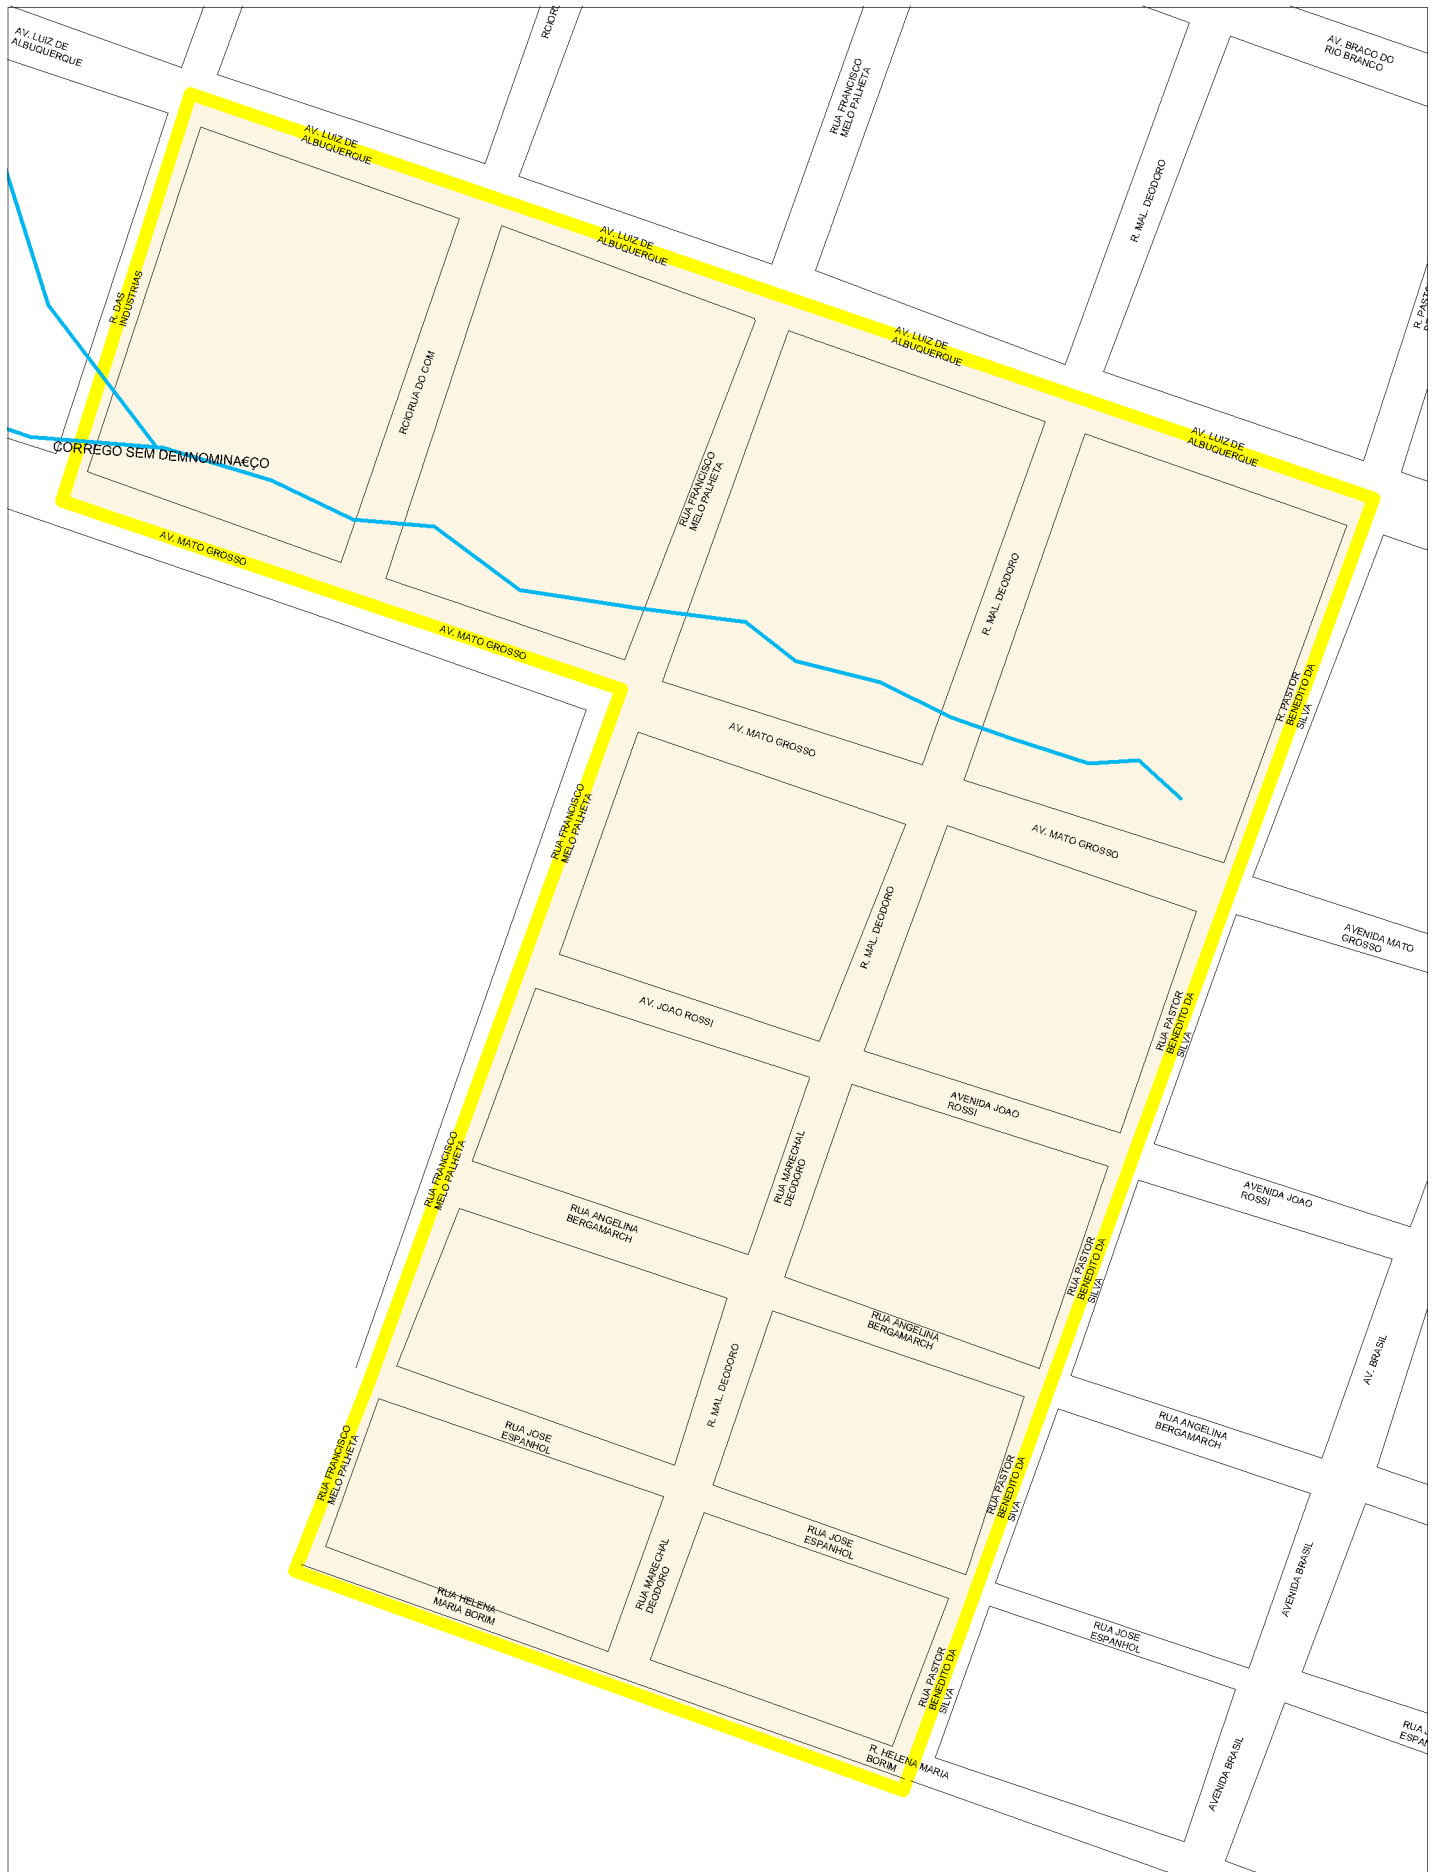 AV. LUIZ DE
ALBUQUERQUE
RUA FRANCISCO
MELO PALHETA
AV. BRACO DO
RIO BRANCO
AV. LUIZ DE
ALBUQUERQUE
R. MAL. DEODORO
AV. LUIZ DE
ALBUQUERQUE
R. DAS
INDUSTRIAS
AV. LUIZ DE
ALBUQUERQUE
RCIORUA DO COM
AV. LUIZ DE
ALBUQUERQUE
CORREGO SEM DEMNOMINA€ÇO
RUA FRANCISCO
MELO PALHETA
AV. MATO GROSSO
R. MAL. DEODORO
AV. MATO GROSSO
R. PASTOR
BENEDITO DA
SILVA
AV. MATO GROSSO
RUA FRANCISCO
MELO PALHETA
AV. MATO GROSSO
R. MAL. DEODORO
AVENIDA MATO
GROSSO
AV. JOAO ROSSI
RUA PASTOR
BENEDITO DA
SILVA
AVENIDA JOAO
ROSSI
RUA FRANCISCO
MELO PALHETA
RUA MARECHAL
DEODORO
AVENIDA JOAO
ROSSI
RUA ANGELINA
BERGAMARCH
RUA PASTOR
BENEDITO DA
SILVA
RUA ANGELINA
BERGAMARCH
AV. BRASIL
R. MAL. DEODORO
RUA ANGELINA
BERGAMARCH
RUA JOSE
ESPANHOL
RUA FRANCISCO
MELO PALHETA
RUA PASTOR
BENEDITO DA
SIVA
RUA JOSE
ESPANHOL
RUA MARECHAL
DEODORO
AVENIDA BRASIL
RUA HELENA
MARIA BORIM
RUA JOSE
ESPANHOL
RUA PASTOR
BENEDITO DA
SILVA
R. HELENA MARIA
BORIM
AVENIDA BRASIL